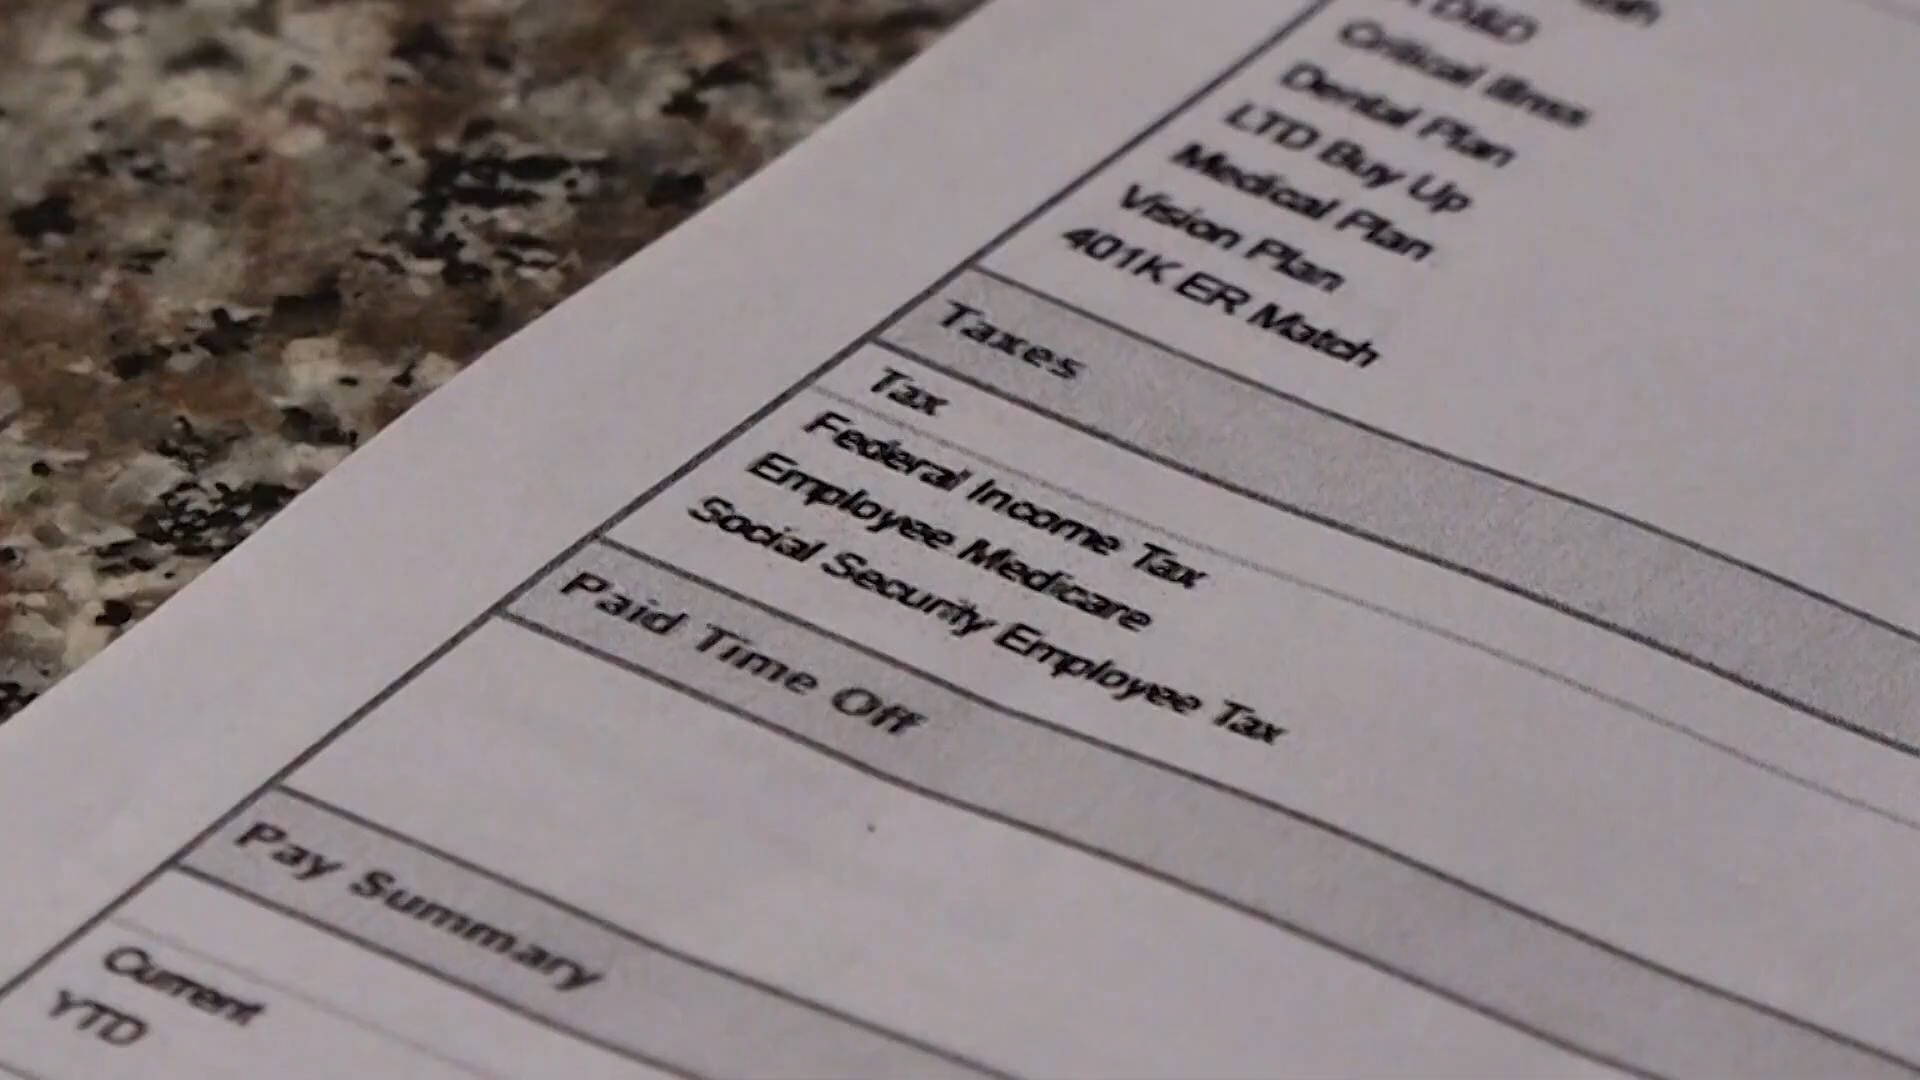 D&D
Critical Illness
Dental Plan
LTD Buy Up
Medical Plan
Vision Plan
401K ER Match
Taxes
Tax
Federal Income Tax
Employee Medicare
Social Security Employee Tax
Paid Time Off
Pay Summary
Current
YTD